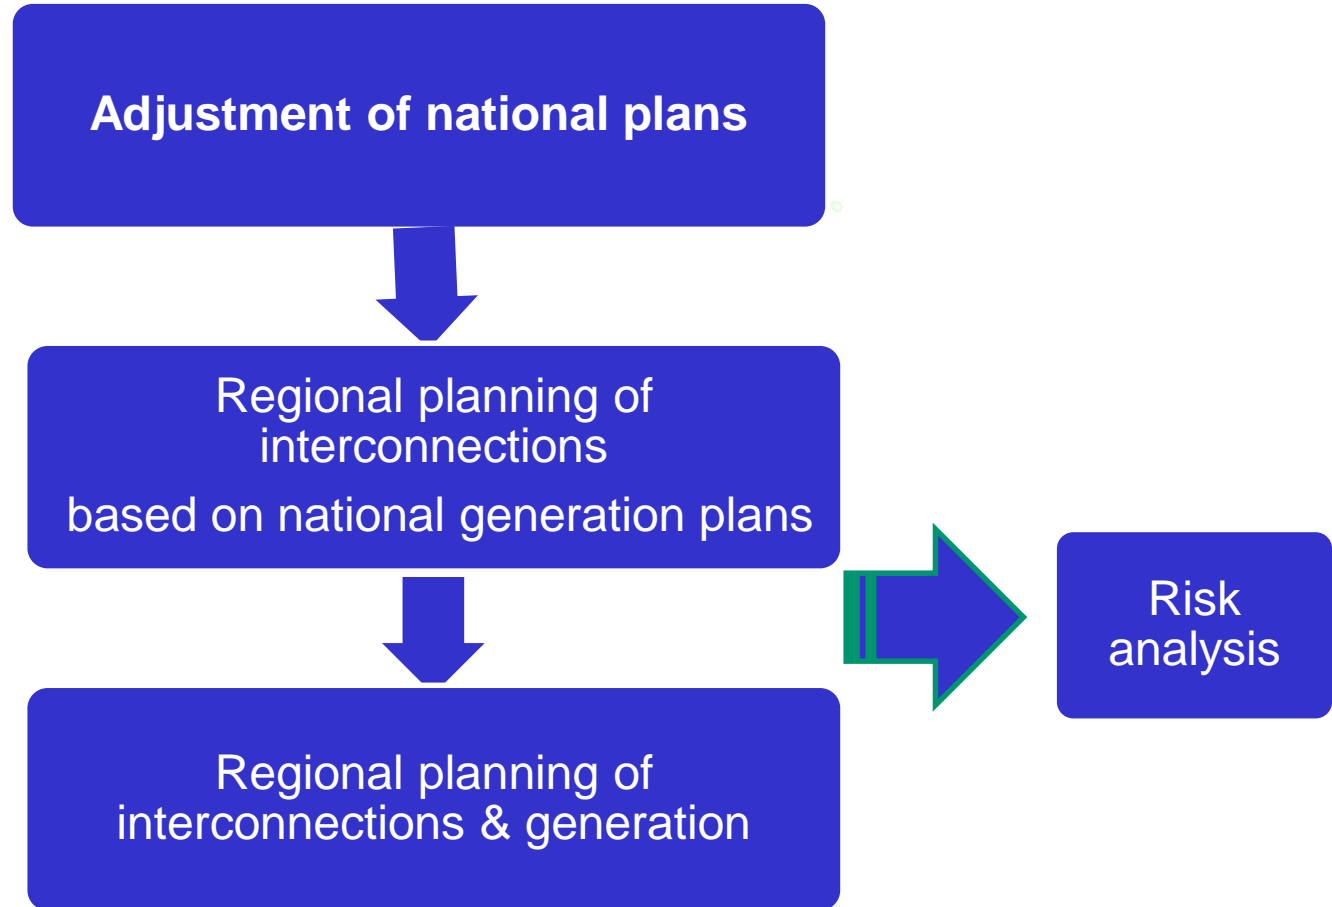 Adjustment of national plans
Regional planning of
interconnections
based on national generation plans
Risk
analysis
Regional planning of
interconnections & generation